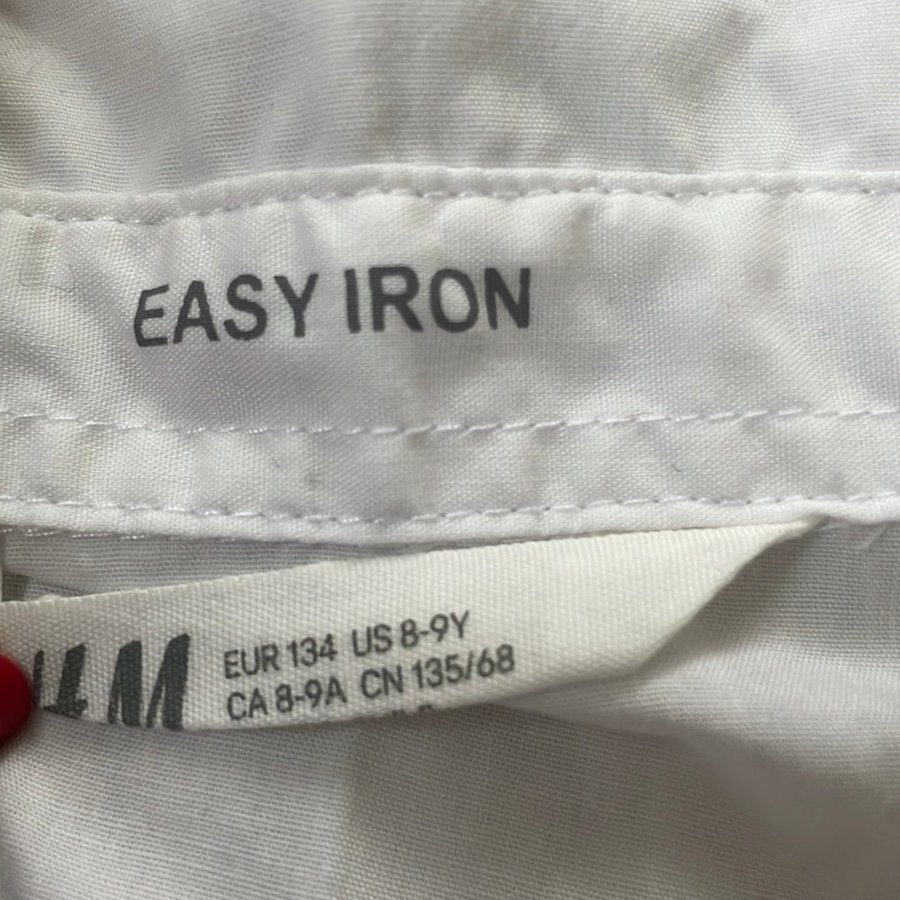 EASY IRON
H&M
EUR 134 US 8-9Y
CA 8-9A CN 135/68